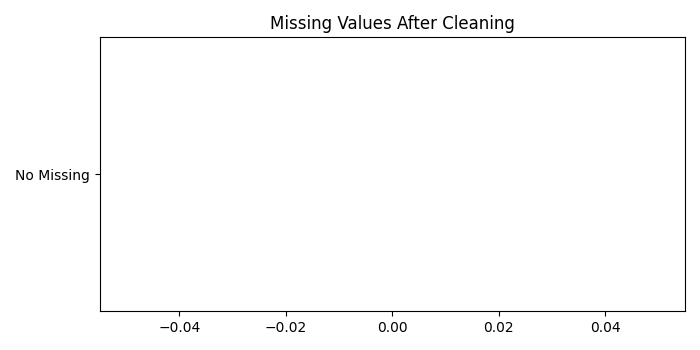 Missing Values After Cleaning
No Missing
−0.04 −0.02 0.00 0.02 0.04